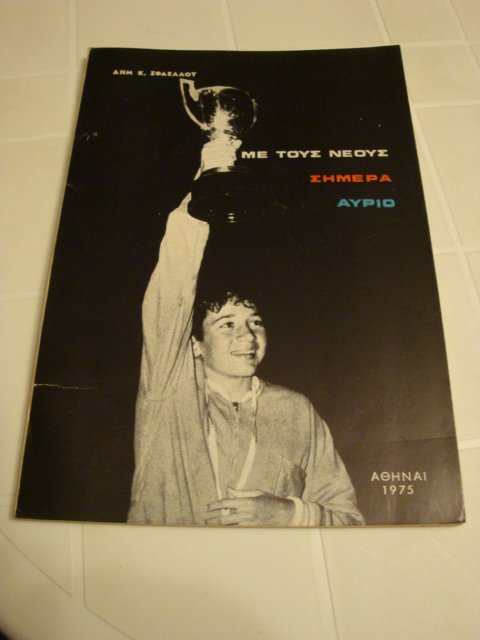 ΔΗΜ Κ. ΣΦΑΕΛΛΟΥ
ΜΕ ΤΟΥΣ ΝΕΟΥΣ
ΣΗΜΕΡΑ
ΑΥΡΙΟ
ΑΘΗΝΑΙ
1975